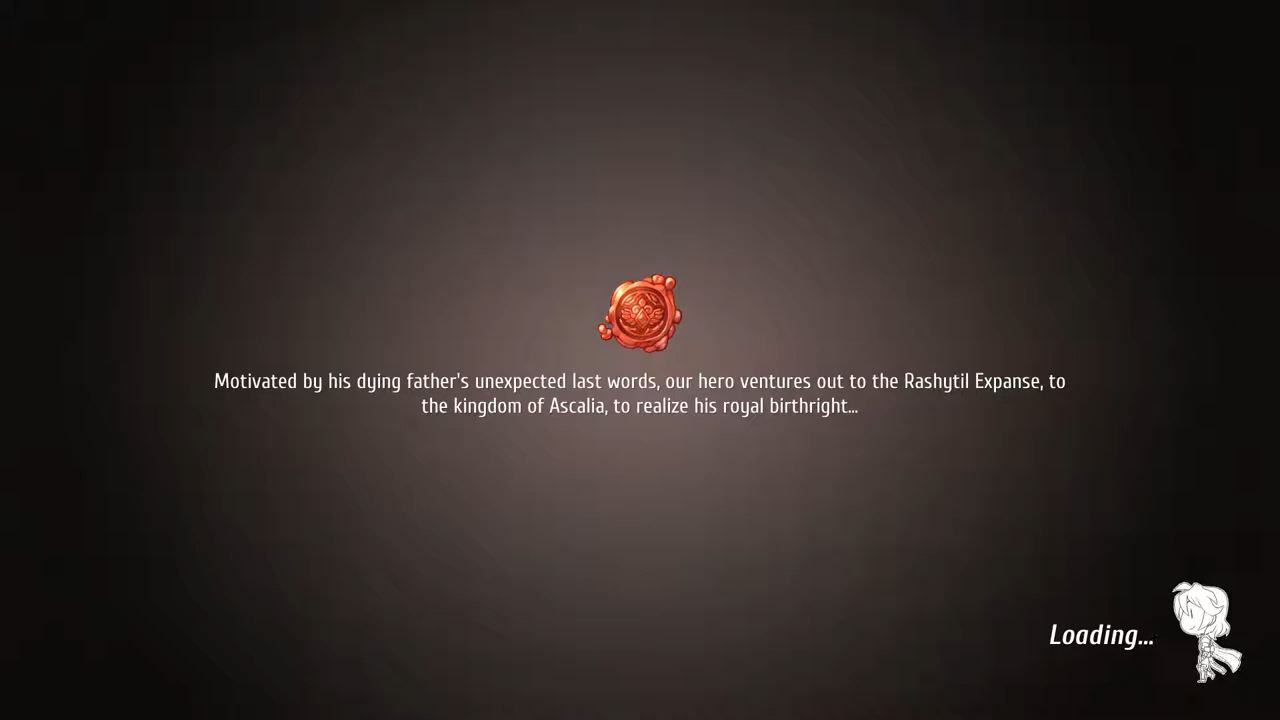 Motivated by his dying father's unexpected last words, our hero ventures out to the Rashytil Expanse, to
the kingdom of Ascalia, to realize his royal birthright...
Loading...